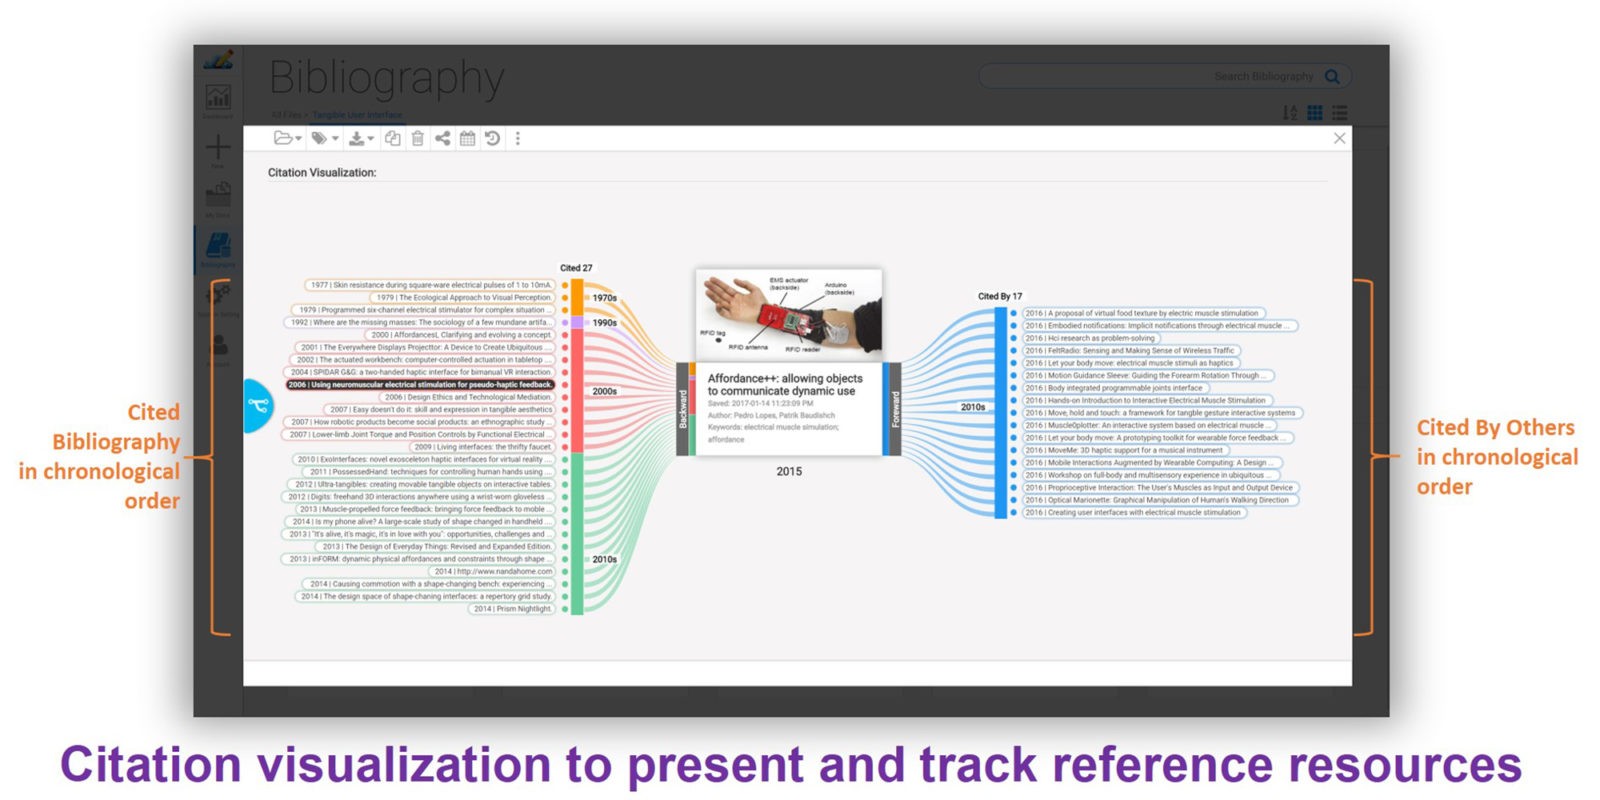 Bibliography
Search Bibliography
All Files > Tangible User Interface
Dashboard
New
My Desk
Bibliography
Citation Visualization:
Cited 27
1977 | Skin resistance during square-ware electrical pulses of 1 to 10mA.
1979 | The Ecological Approach to Visual Perception.
1979 | Programmed six-channel electrical stimulator for complex situation ...
1992 | Where are the missing masses: The sociology of a few mundane artifa...
2000 | AffordancesL Clarifying and evolving a concept.
2001 | The Everywhere Displays Projecttor: A Device to Create Ubiquitous ...
2002 | The actuated workbench: computer-controlled actuation in tabletop ...
2004 | SPIDAR G&G: a two-handed haptic interface for bimanual VR interaction.
2006 | Using neuromuscular electrical stimulation for pseudo-haptic feedback.
2006 | Design Ethics and Technological Mediation.
2007 | Easy doesn't do it: skill and expression in tangible aesthetics
2007 | How robotic products become social products: an ethnographic study ...
2007 | Lower-limb Joint Torque and Position Controls by Functional Electrical ...
2009 | Living interfaces: the thrifty faucet.
2010 | ExoInterfaces: novel exosceleton haptic interfaces for virtual reality ...
2011 | PossessedHand: techniques for controlling human hands using ...
2012 | Ultra-tangibles: creating movable tangible objects on interactive tables.
2012 | Digits: freehand 3D interactions anywhere using a wrist-worn gloveless ...
2013 | Muscle-propelled force feedback: bringing force feedback to moble ...
2014 | Is my phone alive? A large-scale study of shape changed in handheld ...
2013 | "It's alive, it's magic, it's in love with you": opportunities, challenges and ...
2013 | The Design of Everyday Things: Revised and Expanded Edition.
2013 | inFORM: dynamic physical affordances and constraints through shape ...
2014 | http://www.nandahome.com
2014 | Causing commotion with a shape-changing bench: experiencing ...
2014 | The design space of shape-chaning interfaces: a repertory grid study.
2014 | Prism Nightlight.
1970s
1990s
2000s
2010s
Backward
EMS actuator
(backside)
Arduino
(backside)
RFID tag
RFID antenna
RFID reader
Affordance++: allowing objects
to communicate dynamic use
Saved: 2017-01-14 11:23:09 PM
Author: Pedro Lopes, Patrik Baudishch
Keywords: electrical muscle simulation;
affordance
2015
Foreward
2010s
Cited By 17
2016 | A proposal of virtual food texture by electric muscle stimulation
2016 | Embodied notifications: Implicit notifications through electrical muscle ...
2016 | Hci research as problem-solving
2016 | FeltRadio: Sensing and Making Sense of Wireless Traffic
2016 | Let your body move: electrical muscle stimuli as haptics
2016 | Motion Guidance Sleeve: Guiding the Forearm Rotation Through ...
2016 | Body integrated programmable joints interface
2016 | Hands-on Introduction to Interactive Electrical Muscle Stimulation
2016 | Move, hold and touch: a framework for tangble gesture interactive systems
2016 | Muscle0plotter: An interactive system based on electrical muscle ...
2016 | Let your body move: A prototyping toolkit for wearable force feedback ...
2016 | MoveMe: 3D haptic support for a musical instrument
2016 | Mobile Interactions Augmented by Wearable Computing: A Design ...
2016 | Workshop on full-body and multisensory experience in ubiquitous ...
2016 | Proprioceptive Interaction: The User's Muscles as Input and Output Device
2016 | Optical Marionette: Graphical Manipulation of Human's Walking Direction
2016 | Creating user interfaces with electrical muscle stimulation
Cited
Bibliography
in chronological
order
Cited By Others
in chronological
order
Citation visualization to present and track reference resources